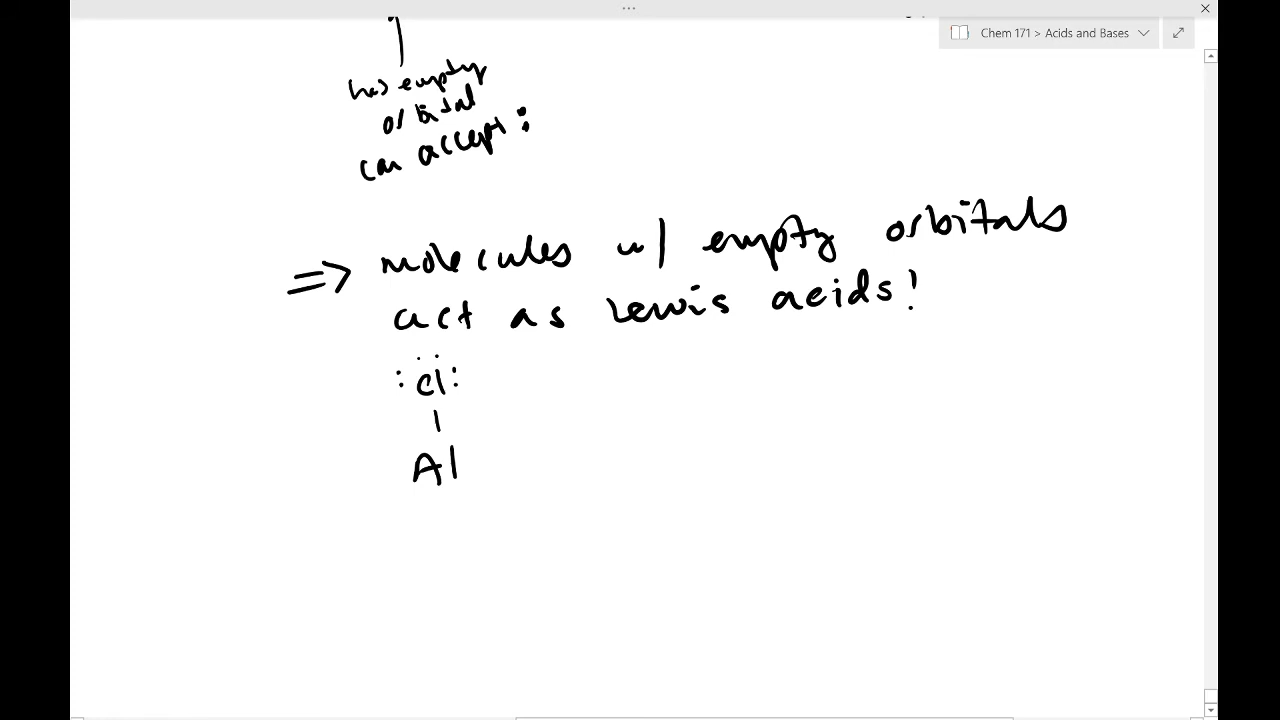 Chem 171 > Acids and Bases
has empty
orbital
can accept :
=> molecules w/ empty orbitals
act as Lewis acids!
:Cl:
Al